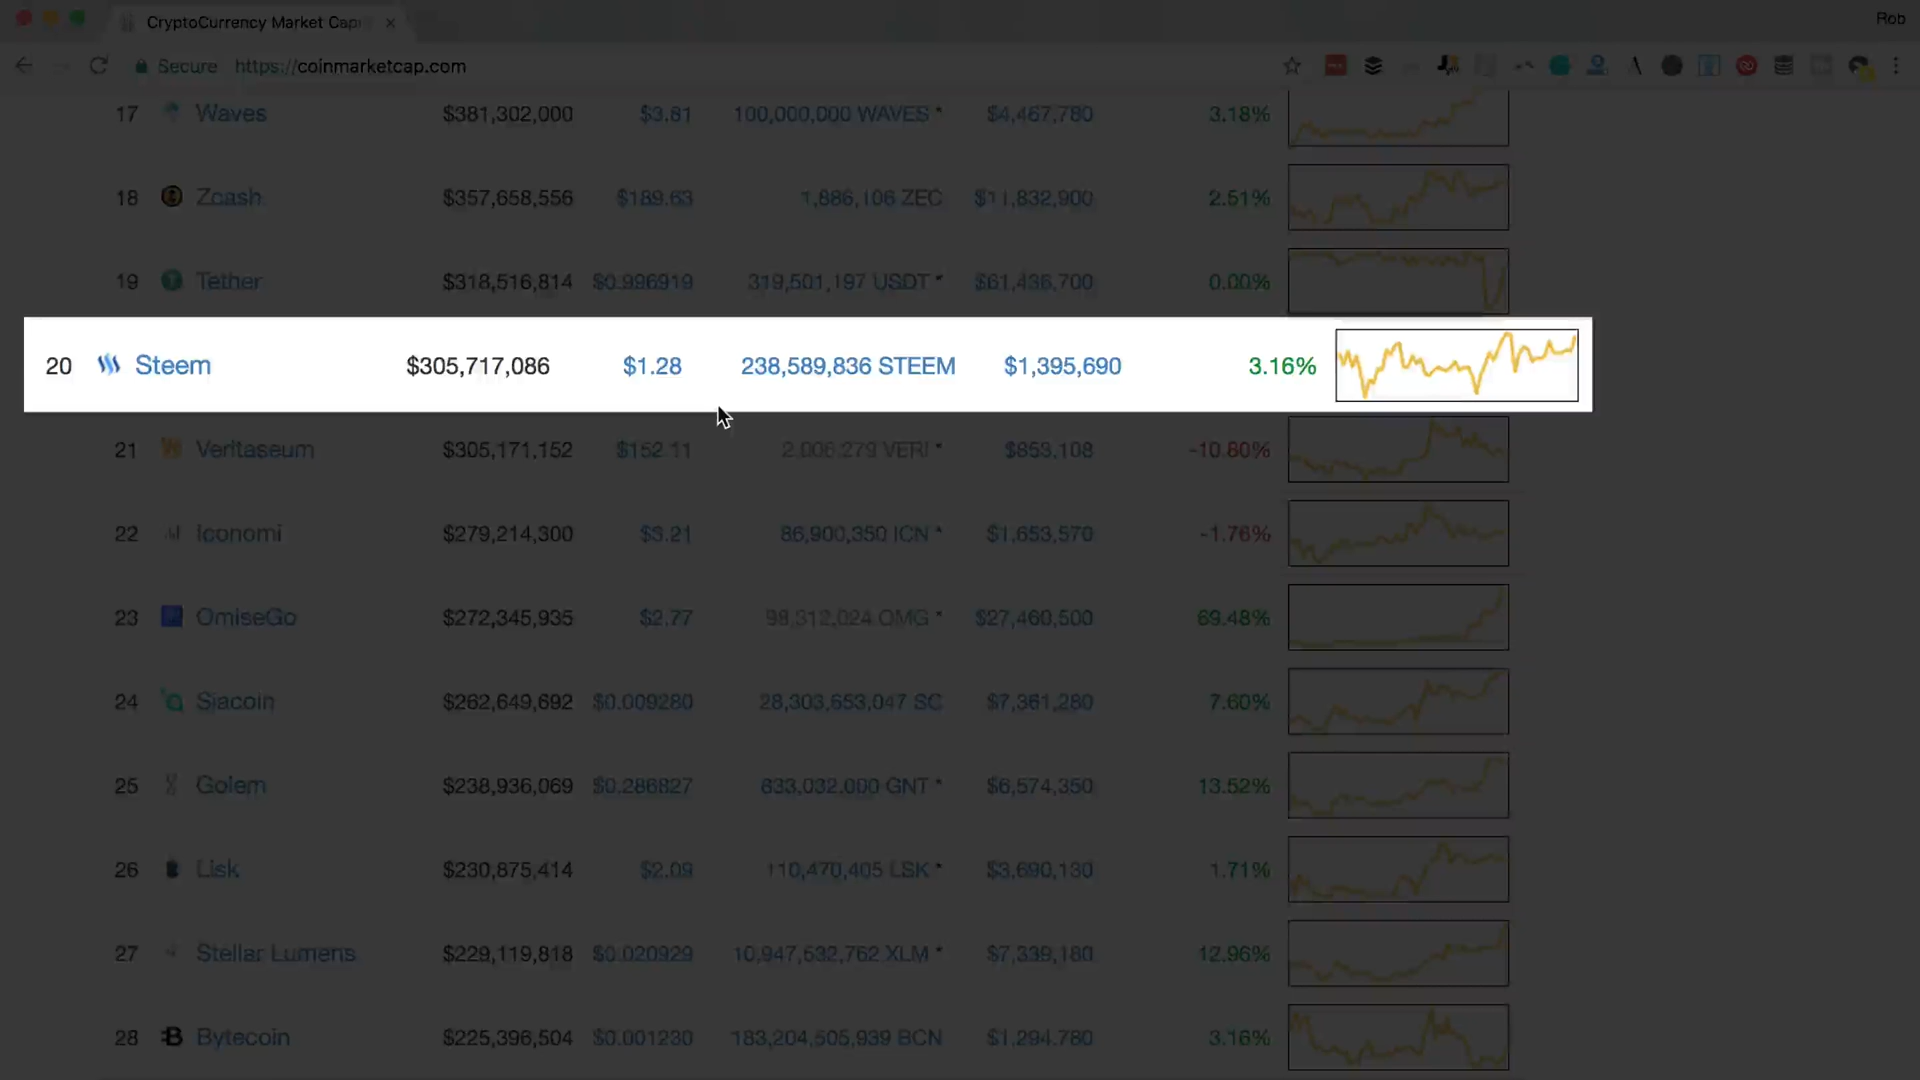 CryptoCurrency Market Cap
Rob
Secure https://coinmarketcap.com
17 Waves $381,302,000 $3.81 100,000,000 WAVES * $4,467,780 3.18%
18 Zcash $357,658,556 $189.63 1,886,106 ZEC $11,832,900 2.51%
19 Tether $318,516,814 $0.996919 319,501,197 USDT * $61,436,700 0.00%
20 Steem $305,717,086 $1.28 238,589,836 STEEM $1,395,690 3.16%
21 Veritaseum $305,171,152 $152.11 2,006,279 VERI * $853,108 -10.80%
22 Iconomi $279,214,300 $3.21 86,900,350 ICN * $1,653,570 -1.76%
23 OmiseGo $272,345,935 $2.77 98,312,024 OMG * $27,460,500 69.48%
24 Siacoin $262,649,692 $0.009280 28,303,653,047 SC $7,361,280 7.60%
25 Golem $238,936,069 $0.286827 833,032,000 GNT * $6,574,350 13.52%
26 Lisk $230,875,414 $2.09 110,470,405 LSK * $3,690,130 1.71%
27 Stellar Lumens $229,119,818 $0.020929 10,947,532,762 XLM * $7,339,180 12.96%
28 Bytecoin $225,396,504 $0.001230 183,204,505,939 BCN $1,294,780 3.16%